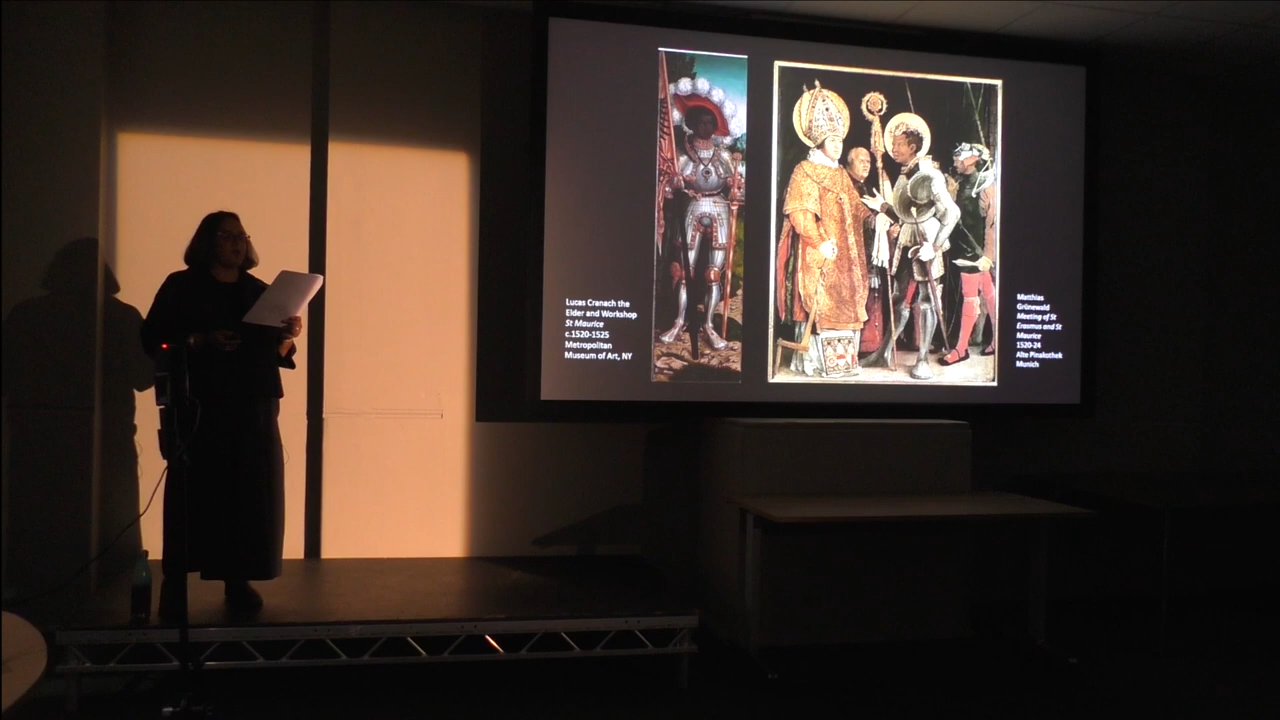 Lucas Cranach the
Elder and Workshop
St Maurice
c.1520-1525
Metropolitan
Museum of Art, NY
Matthias
Grünewald
Meeting of St
Erasmus and St
Maurice
1520-24
Alte Pinakothek
Munich